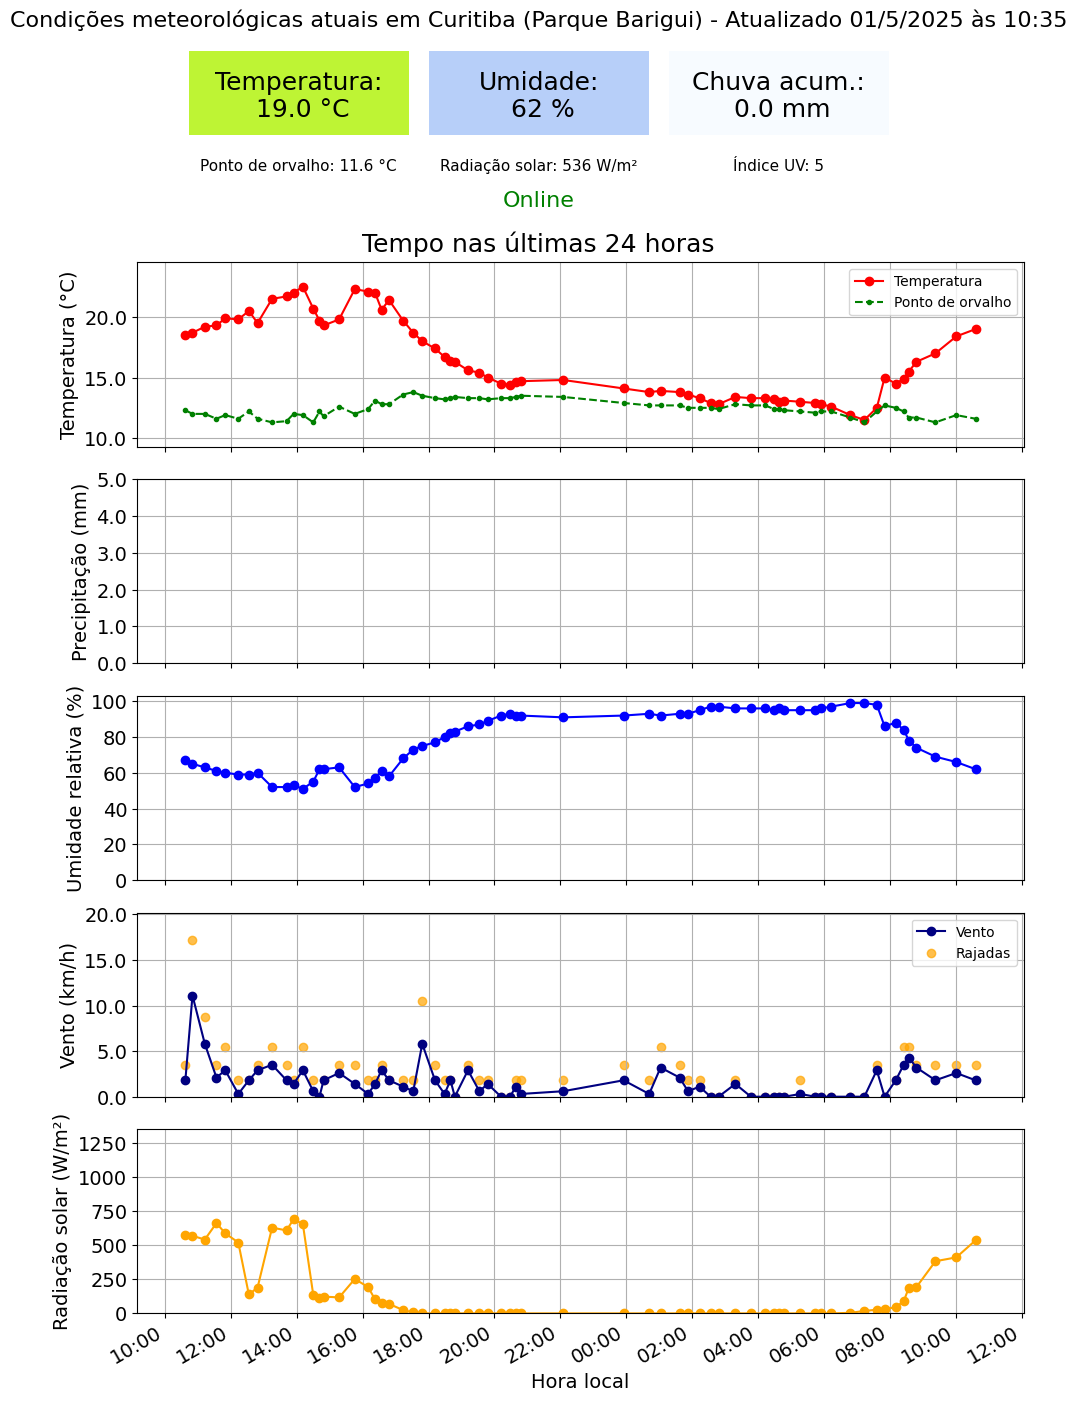 Condições meteorológicas atuais em Curitiba (Parque Barigui) - Atualizado 01/5/2025 às 10:35
Temperatura:
19.0 °C
Umidade:
62 %
Chuva acum.:
0.0 mm
Ponto de orvalho: 11.6 °C
Radiação solar: 536 W/m²
Índice UV: 5
Online
Tempo nas últimas 24 horas
Temperatura (°C)
20.0
15.0
10.0
Temperatura
Ponto de orvalho
Precipitação (mm)
5.0
4.0
3.0
2.0
1.0
0.0
Umidade relativa (%)
100
80
60
40
20
0
Vento (km/h)
20.0
15.0
10.0
5.0
0.0
Vento
Rajadas
Radiação solar (W/m²)
1250
1000
750
500
250
0
10:00 12:00 14:00 16:00 18:00 20:00 22:00 00:00 02:00 04:00 06:00 08:00 10:00 12:00
Hora local